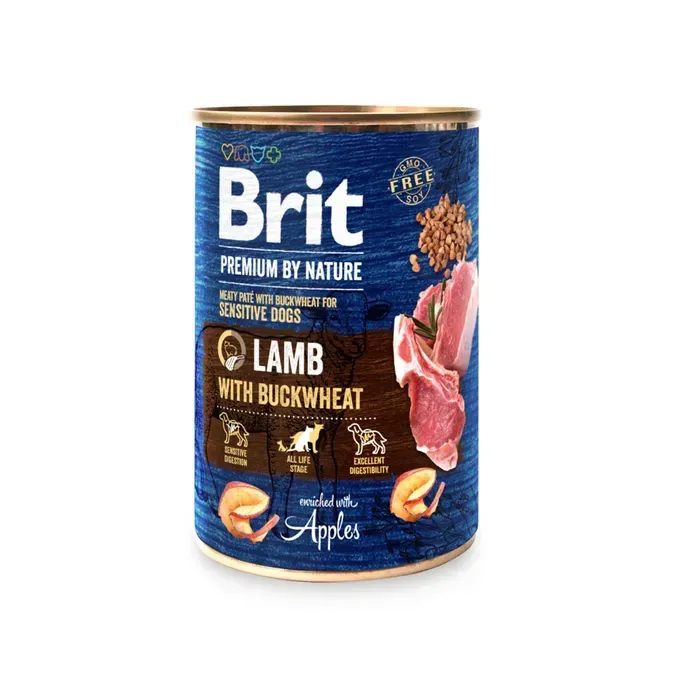 Brit
PREMIUM BY NATURE
MEATY PATÉ WITH BUCKWHEAT FOR
SENSITIVE DOGS
LAMB
WITH BUCKWHEAT
SENSITIVE
DIGESTION
ALL LIFE
STAGE
EXCELLENT
DIGESTIBILITY
enriched with
Apples
GMO
FREE
SOY